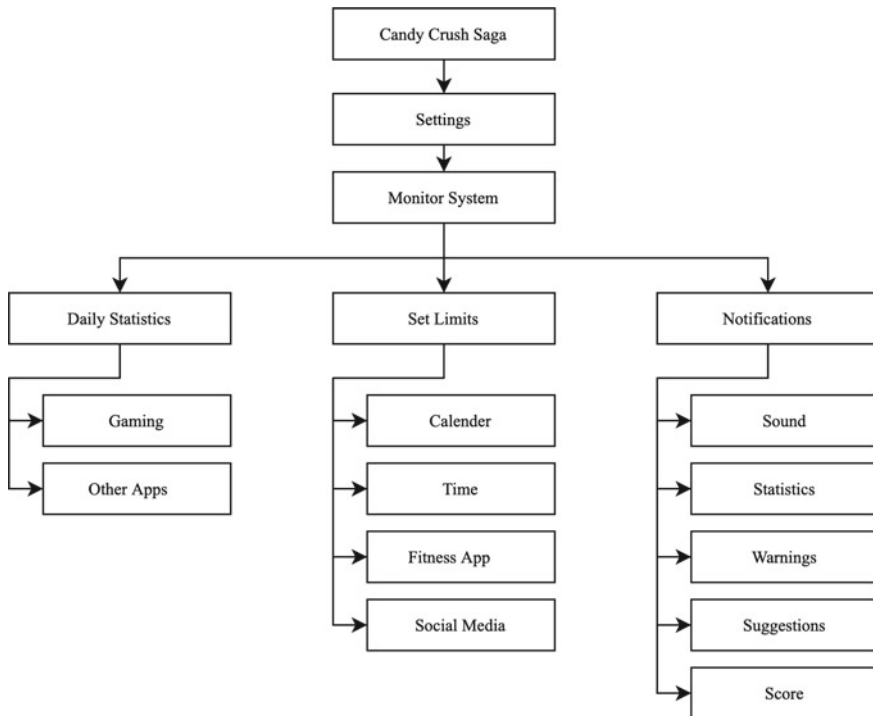 Candy Crush Saga
Settings
Monitor System
Daily Statistics
Set Limits
Notifications
Gaming
Other Apps
Calender
Time
Fitness App
Social Media
Sound
Statistics
Warnings
Suggestions
Score